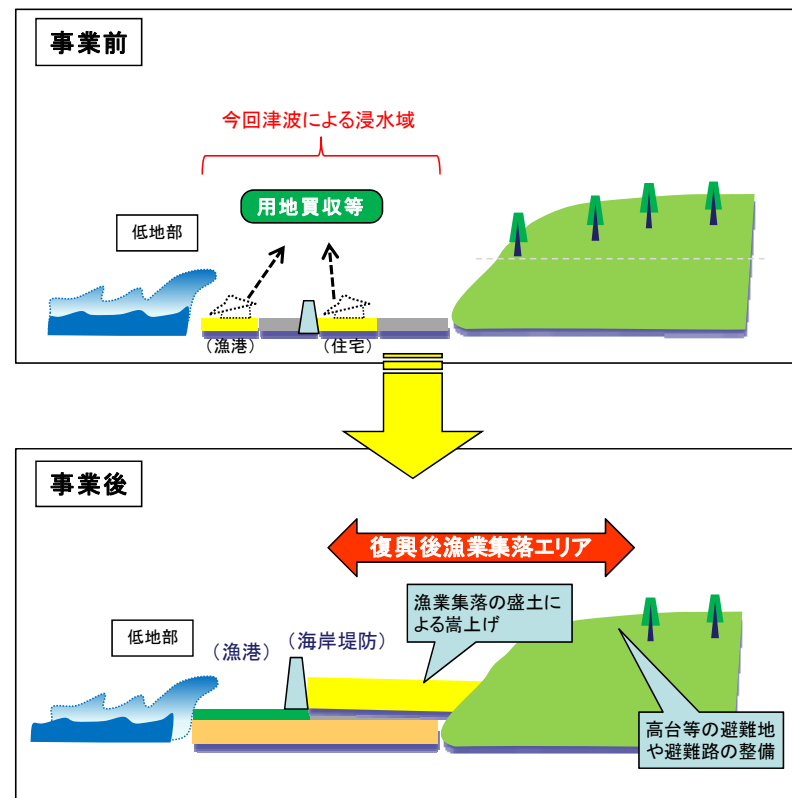 事業前
今回津波による浸水域
用地買収等
低地部
（漁港）
（住宅）
事業後
復興後漁業集落エリア
漁業集落の盛土に
よる嵩上げ
低地部
（漁港）
（海岸堤防）
高台等の避難地
や避難路の整備